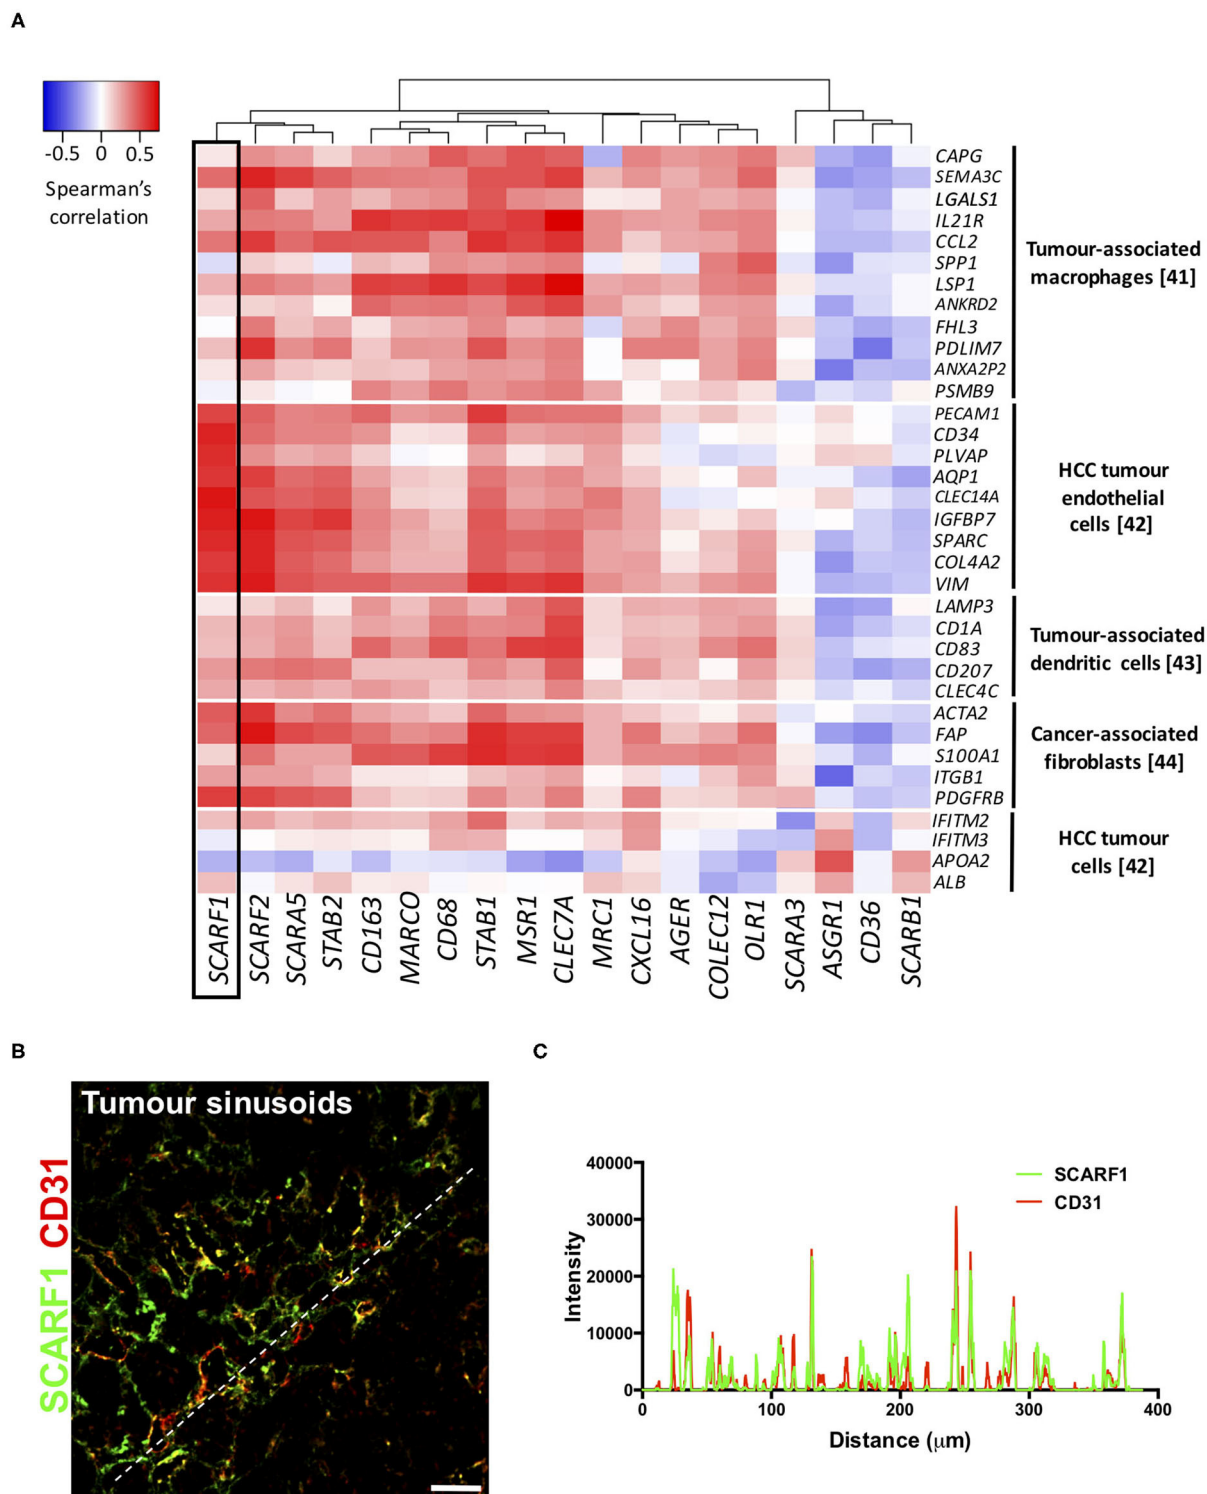 A
-0.5 0 0.5
Spearman's
correlation
CAPG
SEMA3C
LGALS1
IL21R
CCL2
SPP1
LSP1
ANKRD2
FHL3
PDLIM7
ANXA2P2
PSMB9
Tumour-associated
macrophages [41]
PECAM1
CD34
PLVAP
AQP1
CLEC14A
IGFBP7
SPARC
COL4A2
VIM
HCC tumour
endothelial
cells [42]
LAMP3
CD1A
CD83
CD207
CLEC4C
Tumour-associated
dendritic cells [43]
ACTA2
FAP
S100A1
ITGB1
PDGFRB
Cancer-associated
fibroblasts [44]
IFITM2
IFITM3
APOA2
ALB
HCC tumour
cells [42]
SCARF1
SCARF2
SCARA5
STAB2
CD163
MARCO
CD68
STAB1
MSR1
CLEC7A
MRC1
CXCL16
AGER
COLEC12
OLR1
SCARA3
ASGR1
CD36
SCARB1
B
Tumour sinusoids
SCARF1 CD31
C
40000
30000
20000
10000
0
Intensity
SCARF1
CD31
0 100 200 300 400
Distance (μm)